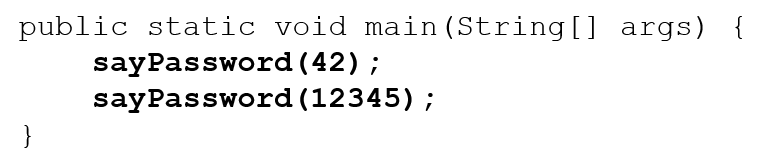 public static void main(String[] args) {
    sayPassword(42);
    sayPassword(12345);
}